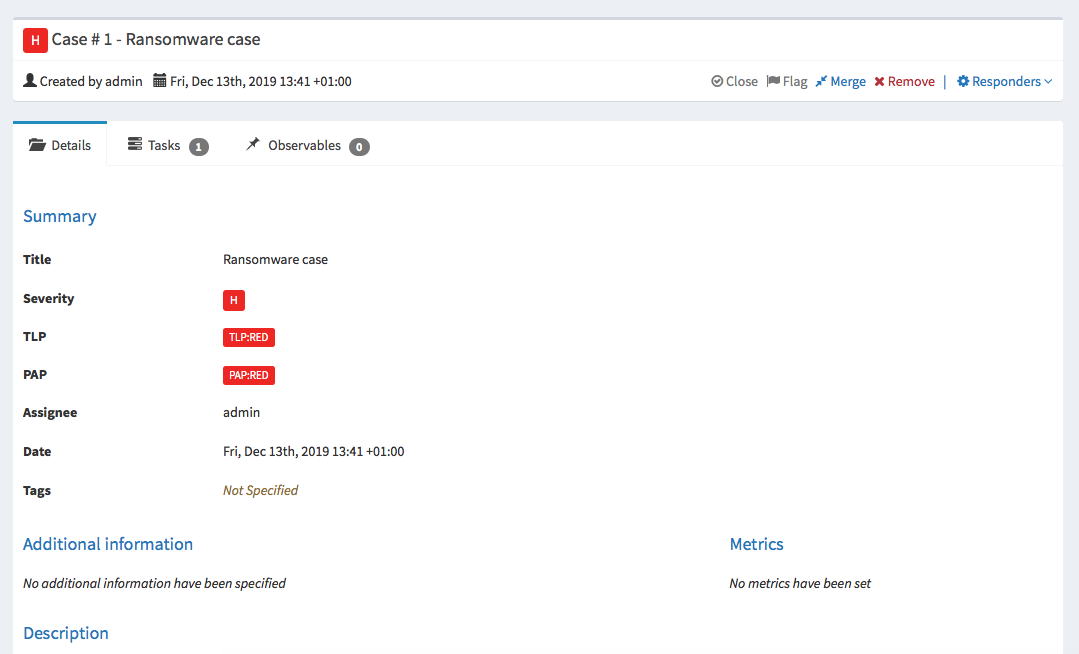 H Case # 1 - Ransomware case
Created by admin Fri, Dec 13th, 2019 13:41 +01:00 Close Flag Merge Remove | Responders
Details Tasks 1 Observables 0
Summary
Title Ransomware case
Severity H
TLP TLP:RED
PAP PAP:RED
Assignee admin
Date Fri, Dec 13th, 2019 13:41 +01:00
Tags Not Specified
Additional information Metrics
No additional information have been specified No metrics have been set
Description